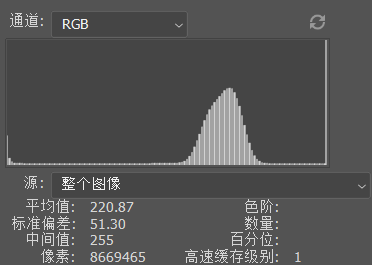 通道: RGB
源: 整个图像
平均值: 220.87 色阶:
标准偏差: 51.30 数量:
中间值: 255 百分位:
像素: 8669465 高速缓存级别: 1